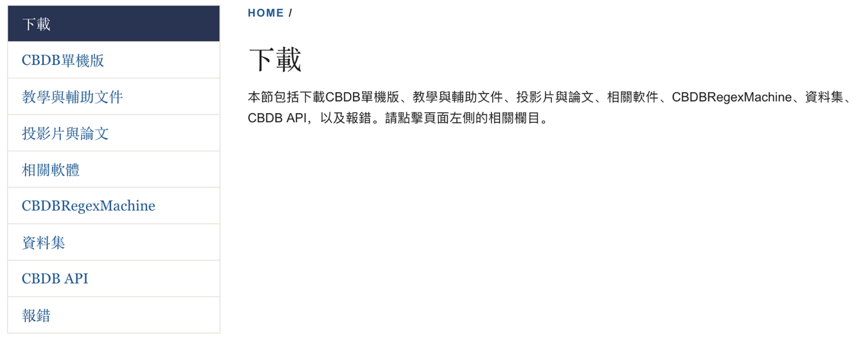 下載
CBDB單機版
教學與輔助文件
投影片與論文
相關軟體
CBDBRegexMachine
資料集
CBDB API
報錯
HOME /
下載
本節包括下載CBDB單機版、教學與輔助文件、投影片與論文、相關軟件、CBDBRegexMachine、資料集、
CBDB API，以及報錯。請點擊頁面左側的相關欄目。